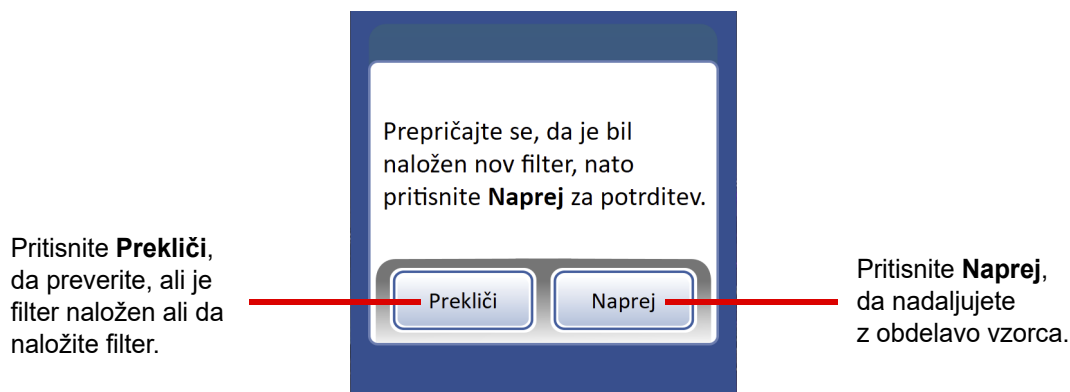 Prepričajte se, da je bil
naložen nov filter, nato
pritisnite Naprej za potrditev.
Pritisnite Prekliči,
da preverite, ali je
filter naložen ali da
naložite filter.
Prekliči
Naprej
Pritisnite Naprej,
da nadaljujete
z obdelavo vzorca.